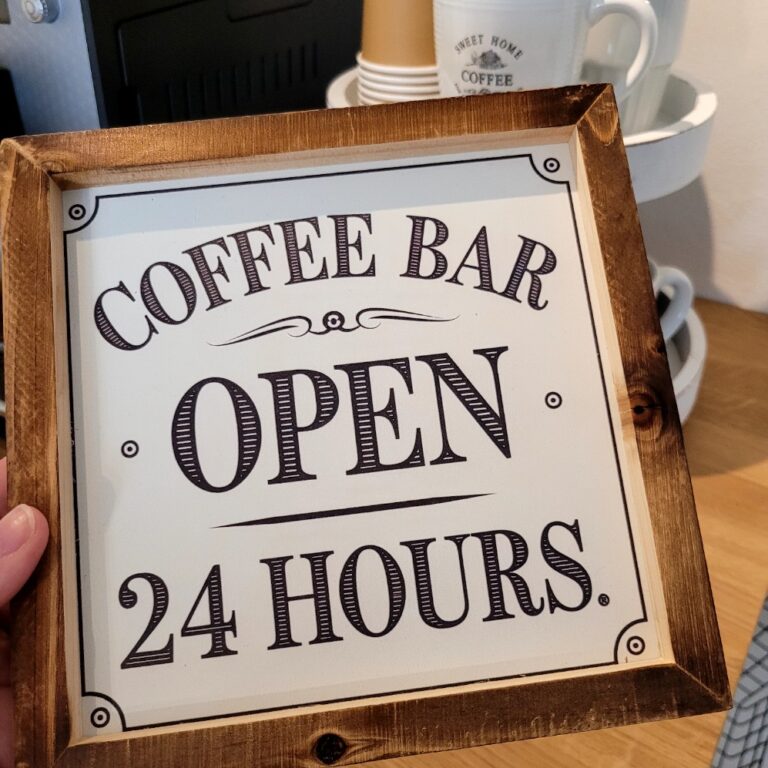 SWEET HOME
COFFEE
COFFEE BAR
OPEN
24 HOURS.®